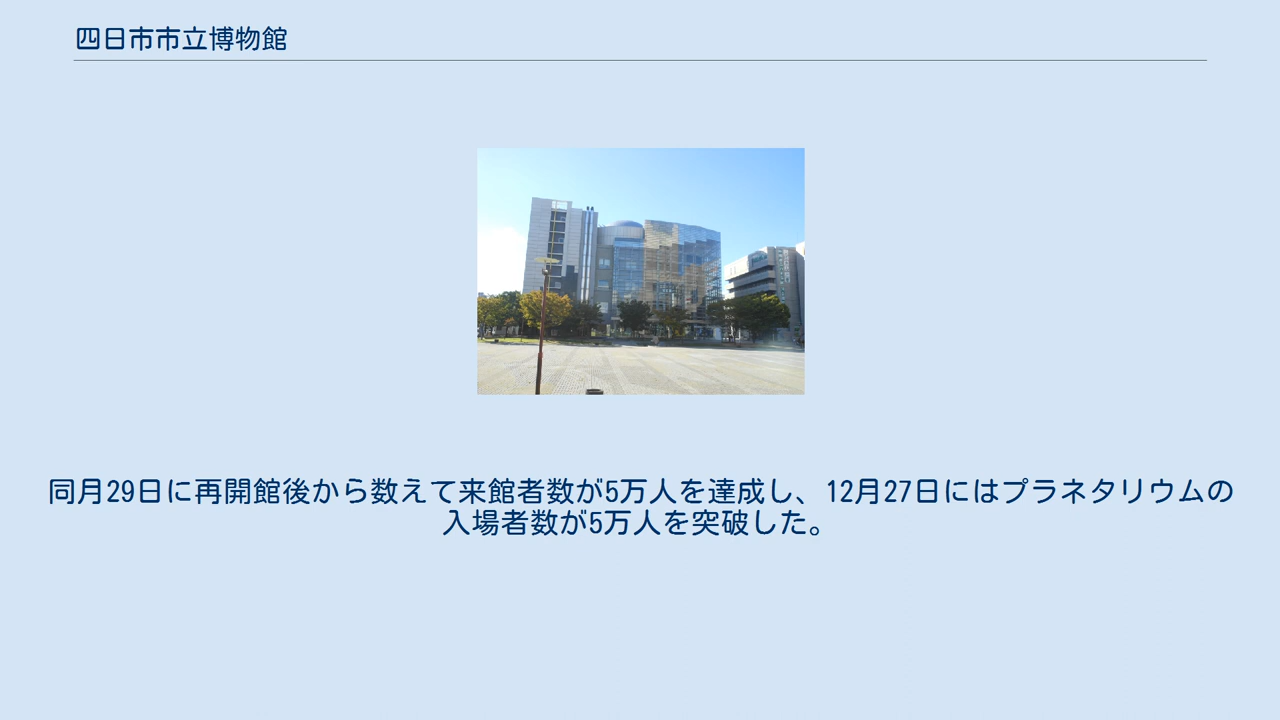 四日市市立博物館
同月29日に再開館後から数えて来館者数が5万人を達成し、12月27日にはプラネタリウムの
入場者数が5万人を突破した。